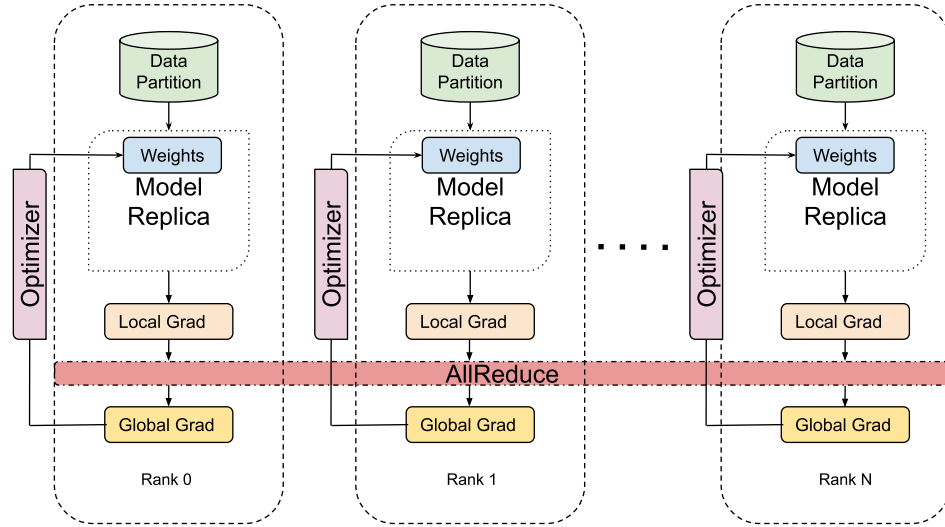 Data
Partition
Weights
Model
Replica
Optimizer
Local Grad
Global Grad
Rank 0
Data
Partition
Weights
Model
Replica
Optimizer
Local Grad
AllReduce
Global Grad
Rank 1
. . . .
Data
Partition
Weights
Model
Replica
Optimizer
Local Grad
Global Grad
Rank N